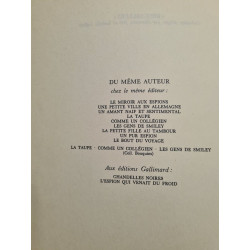 DU MÊME AUTEUR
chez le même éditeur :
LE MIROIR AUX ESPIONS
UNE PETITE VILLE EN ALLEMAGNE
UN AMANT NAÏF ET SENTIMENTAL
LA TAUPE
COMME UN COLLÉGIEN
LES GENS DE SMILEY
LA PETITE FILLE AU TAMBOUR
UN PUR ESPION
LE BOUT DU VOYAGE
LA TAUPE - COMME UN COLLÉGIEN - LES GENS DE SMILEY
(Coll. Bouquins)
Aux éditions Gallimard :
CHANDELLES NOIRES
L'ESPION QUI VENAIT DU FROID